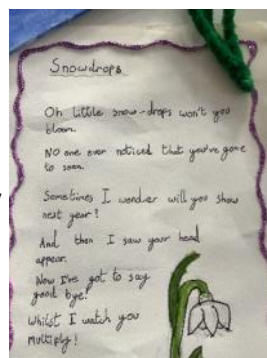 Snowdrops
Oh little snow-drops won't you
bloom.
No one ever noticed that you've gone
to soon.
Sometimes I wonder will you show
next year!
And then I saw your head
appear.
Now I've got to say
good bye!
Whilst I watch you
multiply!